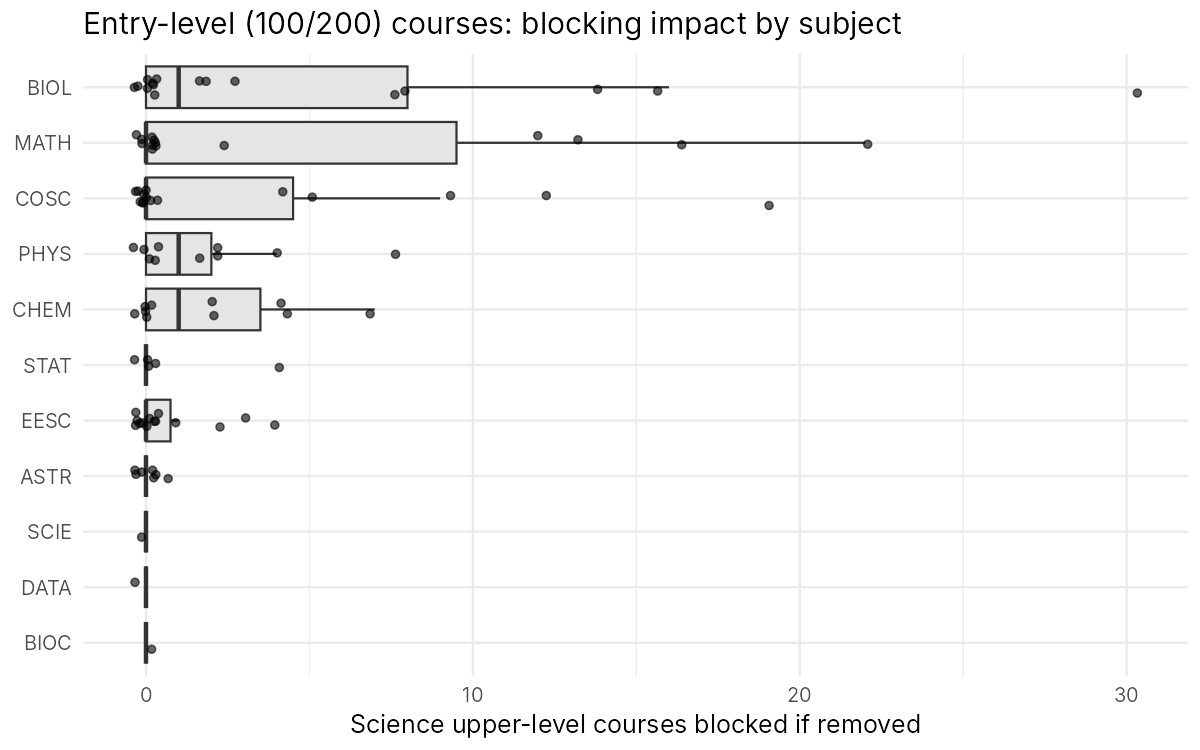 Entry-level (100/200) courses: blocking impact by subject
BIOL
MATH
COSC
PHYS
CHEM
STAT
EESC
ASTR
SCIE
DATA
BIOC
0 10 20 30
Science upper-level courses blocked if removed